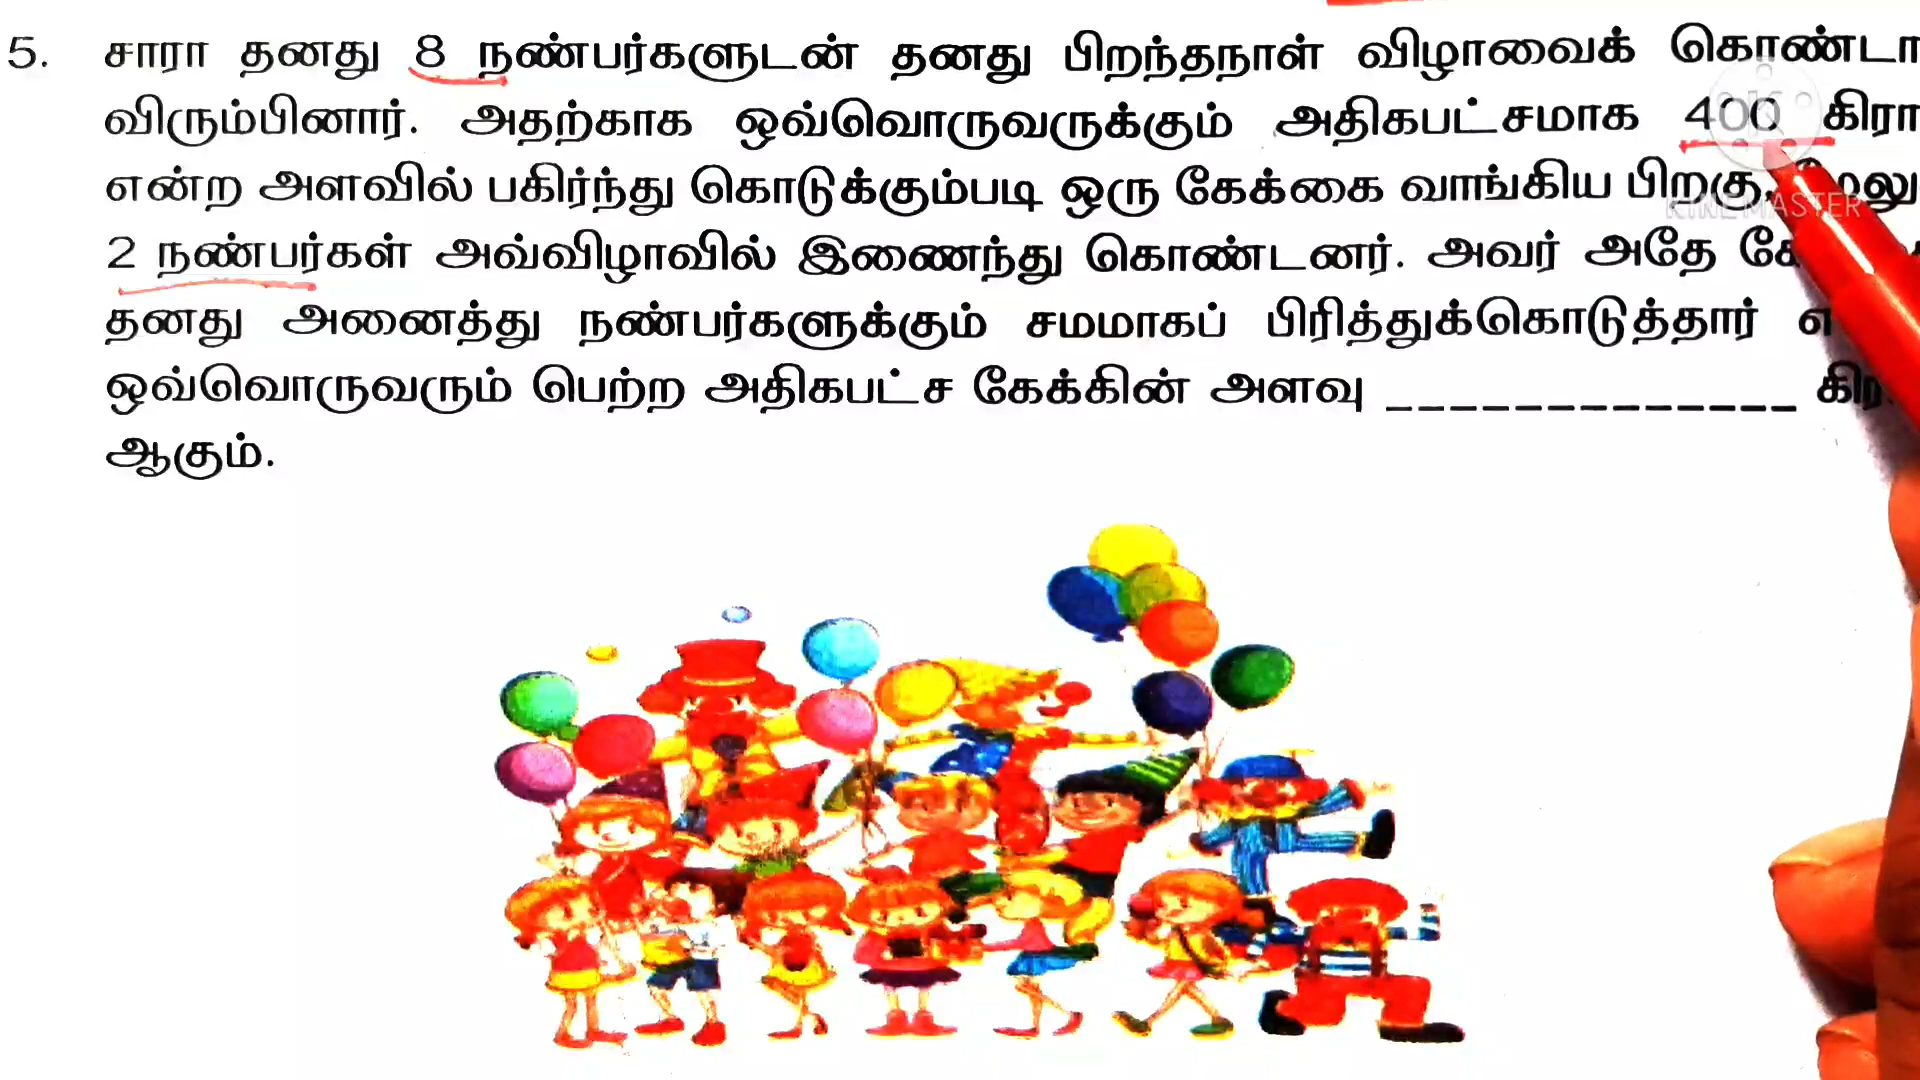 5. சாரா தனது 8 நண்பர்களுடன் தனது பிறந்தநாள் விழாவைக் கொண்டா
விரும்பினார். அதற்காக ஒவ்வொருவருக்கும் அதிகபட்சமாக 400 கிரா
என்ற அளவில் பகிர்ந்து கொடுக்கும்படி ஒரு கேக்கை வாங்கிய பிறகு,
KINEMASTER
2 நண்பர்கள் அவ்விழாவில் இணைந்து கொண்டனர். அவர் அதே
தனது அனைத்து நண்பர்களுக்கும் சமமாகப் பிரித்துக்கொடுத்தார்
ஒவ்வொருவரும் பெற்ற அதிகபட்ச கேக்கின் அளவு _____________
ஆகும்.